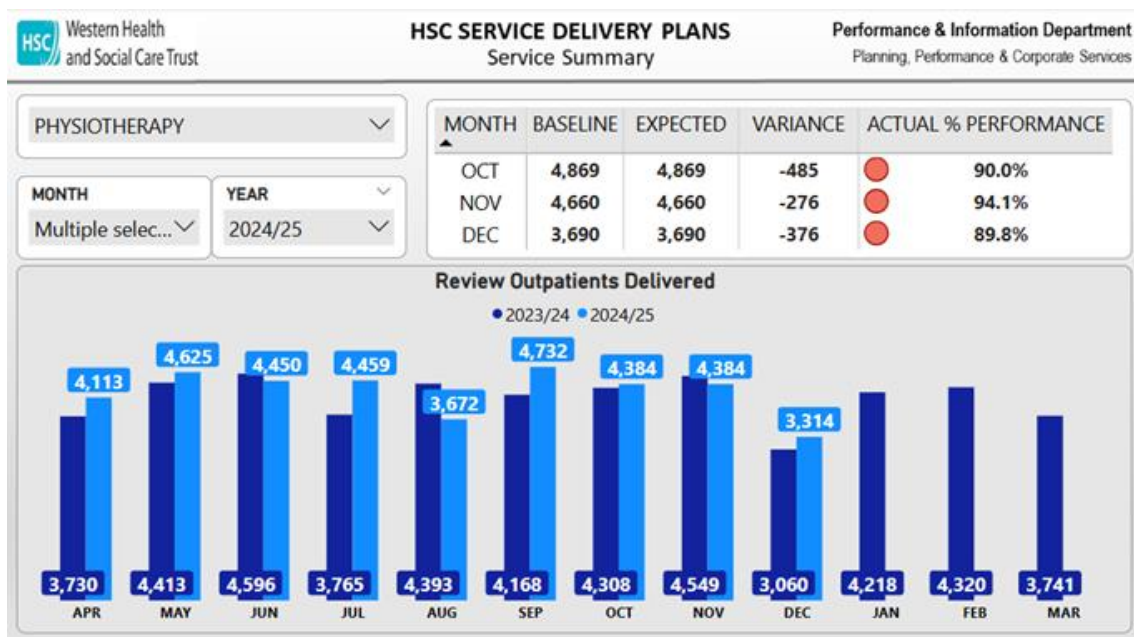 HSC
Western Health
and Social Care Trust
HSC SERVICE DELIVERY PLANS
Service Summary
Performance & Information Department
Planning, Performance & Corporate Services
PHYSIOTHERAPY
MONTH
Multiple selec...
YEAR
2024/25
MONTH BASELINE EXPECTED VARIANCE ACTUAL % PERFORMANCE
OCT 4,869 4,869 -485 90.0%
NOV 4,660 4,660 -276 94.1%
DEC 3,690 3,690 -376 89.8%
Review Outpatients Delivered
2023/24 2024/25
4,113 4,625 4,450 4,459 3,672 4,732 4,384 4,384 3,314
3,730 4,413 4,596 3,765 4,393 4,168 4,308 4,549 3,060 4,218 4,320 3,741
APR MAY JUN JUL AUG SEP OCT NOV DEC JAN FEB MAR